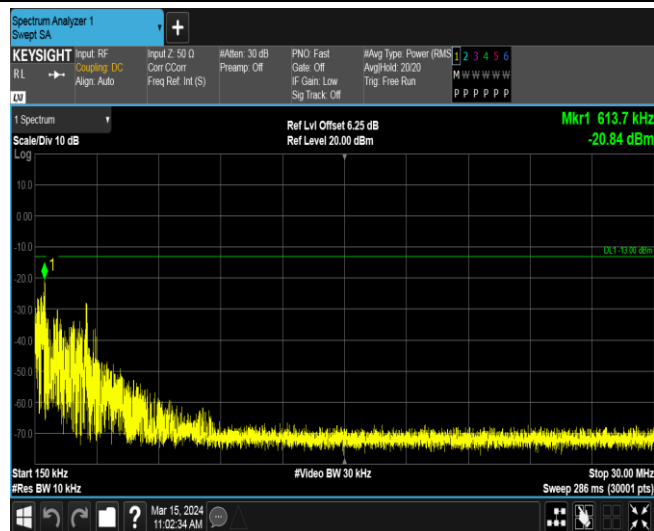 Spectrum Analyzer 1
Swept SA
+
KEYSIGHT Input: RF Input Z: 50 Ω #Atten: 30 dB PNO: Fast #Avg Type: Power (RMS 1 2 3 4 5 6
RL Coupling: DC Corr CCorr Preamp: Off Gate: Off Avg|Hold: 20/20 M W W W W W
Align: Auto Freq Ref: Int (S) IF Gain: Low Trig: Free Run
Sig Track: Off P P P P P P
LXI
1 Spectrum Ref Lvl Offset 6.25 dB Mkr1 613.7 kHz
Scale/Div 10 dB Ref Level 20.00 dBm -20.84 dBm
Log
10.0
0.00
-10.0
DL1 -13.00 dBm
1
-20.0
-30.0
-40.0
-50.0
-60.0
-70.0
Start 150 kHz #Video BW 30 kHz Stop 30.00 MHz
#Res BW 10 kHz Sweep 286 ms (30001 pts)
? Mar 15, 2024
11:02:34 AM